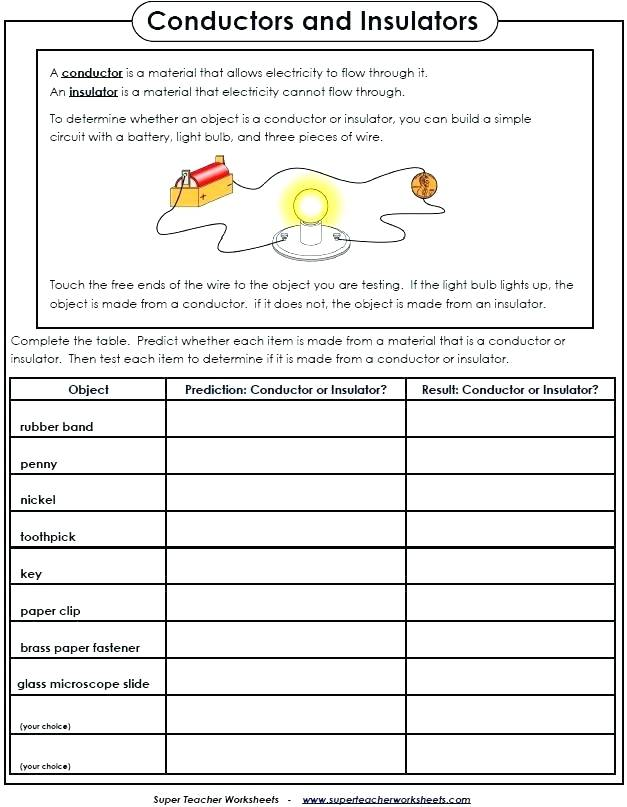 Conductors and Insulators
A conductor is a material that allows electricity to flow through it.
An insulator is a material that electricity cannot flow through.
To determine whether an object is a conductor or insulator, you can build a simple
circuit with a battery, light bulb, and three pieces of wire.
Touch the free ends of the wire to the object you are testing. If the light bulb lights up, the
object is made from a conductor. if it does not, the object is made from an insulator.
Complete the table. Predict whether each item is made from a material that is a conductor or
insulator. Then test each item to determine if it is made from a conductor or insulator.
Object Prediction: Conductor or Insulator? Result: Conductor or Insulator?
rubber band
penny
nickel
toothpick
key
paper clip
brass paper fastener
glass microscope slide
(your choice)
(your choice)
Super Teacher Worksheets - www.superteacherworksheets.com